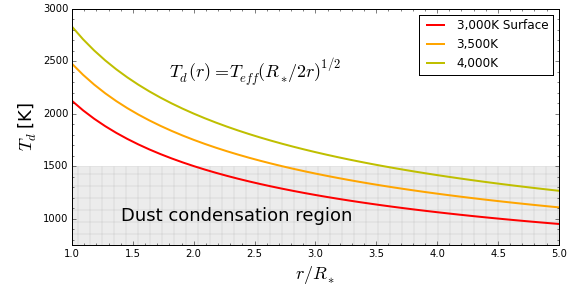 3000
2500
2000
1500
1000
T_d [K]
T_d(r)=T_eff(R_*/2r)^{1/2}
3,000K Surface
3,500K
4,000K
Dust condensation region
1.0 1.5 2.0 2.5 3.0 3.5 4.0 4.5 5.0
r/R_*